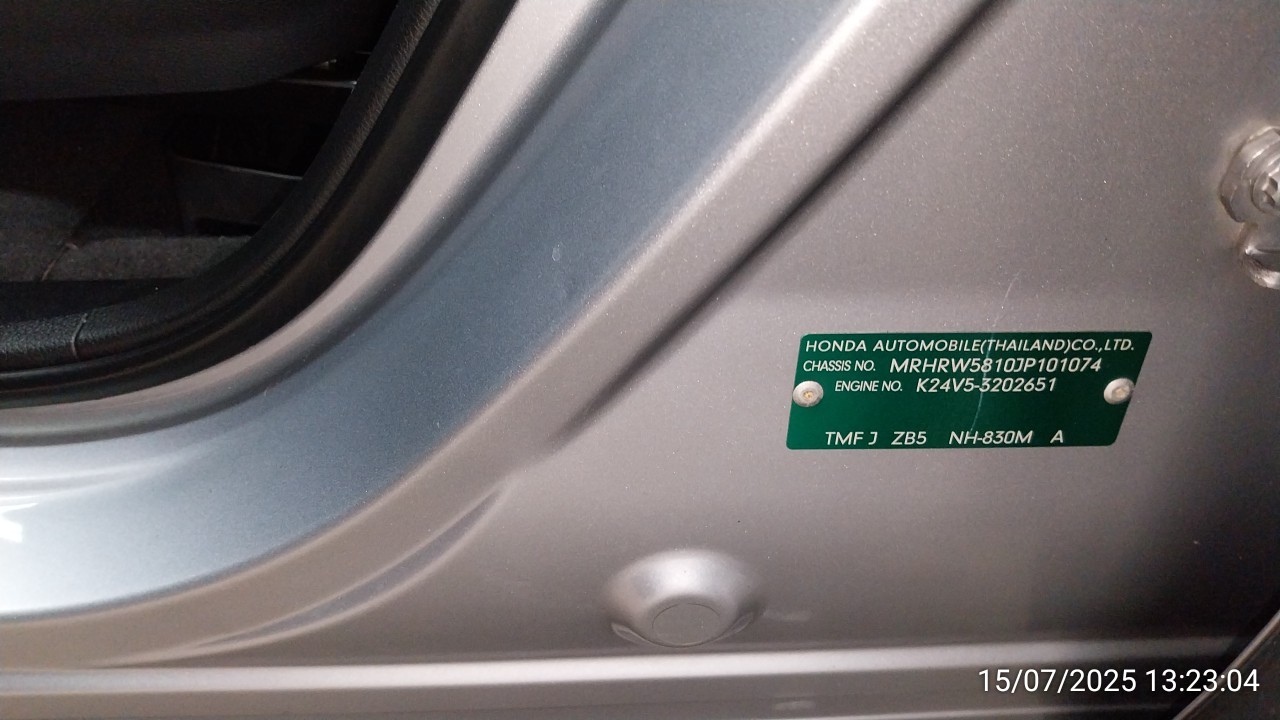 HONDA AUTOMOBILE(THAILAND)CO.,LTD.
CHASSIS NO. MRHRW5810JP101074
ENGINE NO. K24V5-3202651
TMF J ZB5 NH-830M A
15/07/2025 13:23:04